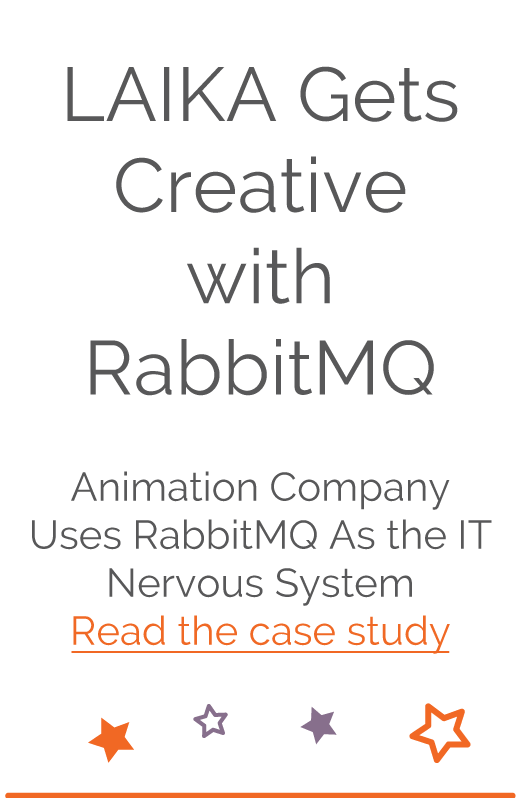 LAIKA Gets
Creative
with
RabbitMQ
Animation Company
Uses RabbitMQ As the IT
Nervous System
Read the case study